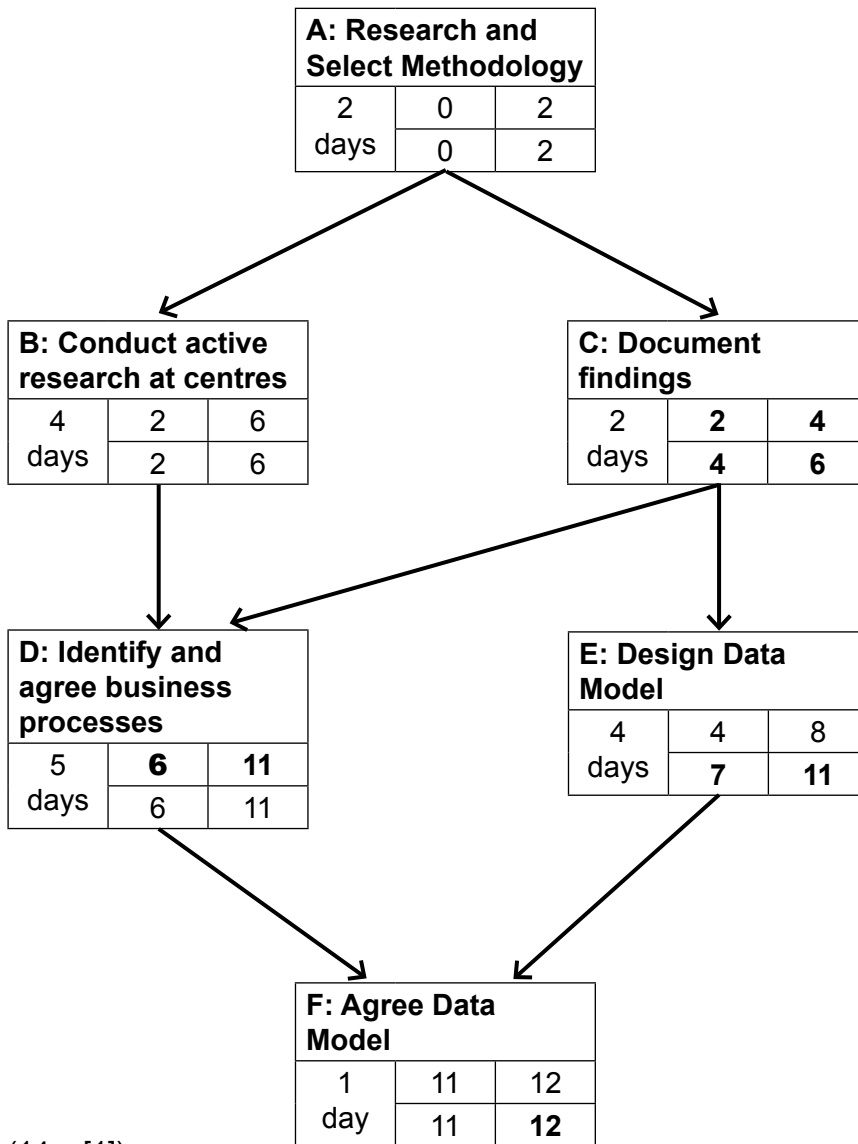 A: Research and
Select Methodology
2
days
0
2
0
2
B: Conduct active
research at centres
4
days
2
6
2
6
C: Document
findings
2
days
2
4
4
6
D: Identify and
agree business
processes
5
days
6
11
6
11
E: Design Data
Model
4
days
4
8
7
11
F: Agree Data
Model
1
day
11
12
11
12